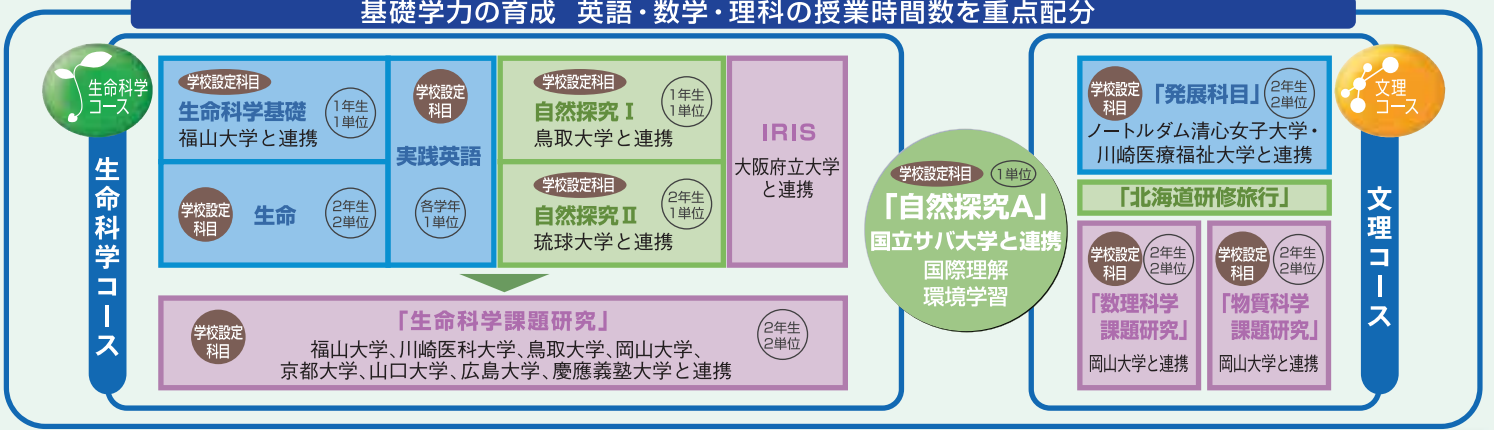 基礎学力の育成 英語・数学・理科の授業時間数を重点配分
生命科学
コース
生命科学コース
学校設定科目
生命科学基礎
福山大学と連携
1年生
1単位
学校設定
科目
生命
2年生
2単位
学校設定
科目
実践英語
各学年
1単位
学校設定科目
自然探究Ⅰ
鳥取大学と連携
1年生
1単位
学校設定科目
自然探究Ⅱ
琉球大学と連携
2年生
1単位
IRIS
大阪府立大学
と連携
学校設定
科目
「生命科学課題研究」
福山大学、川崎医科大学、鳥取大学、岡山大学、
京都大学、山口大学、広島大学、慶應義塾大学と連携
2年生
2単位
学校設定科目
1単位
「自然探究A」
国立サバ大学と連携
国際理解
環境学習
学校設定
科目
「発展科目」
2年生
2単位
ノートルダム清心女子大学・
川崎医療福祉大学と連携
「北海道研修旅行」
学校設定
科目
2年生
2単位
「数理科学
課題研究」
岡山大学と連携
学校設定
科目
2年生
2単位
「物質科学
課題研究」
岡山大学と連携
文理
コース
文理コース